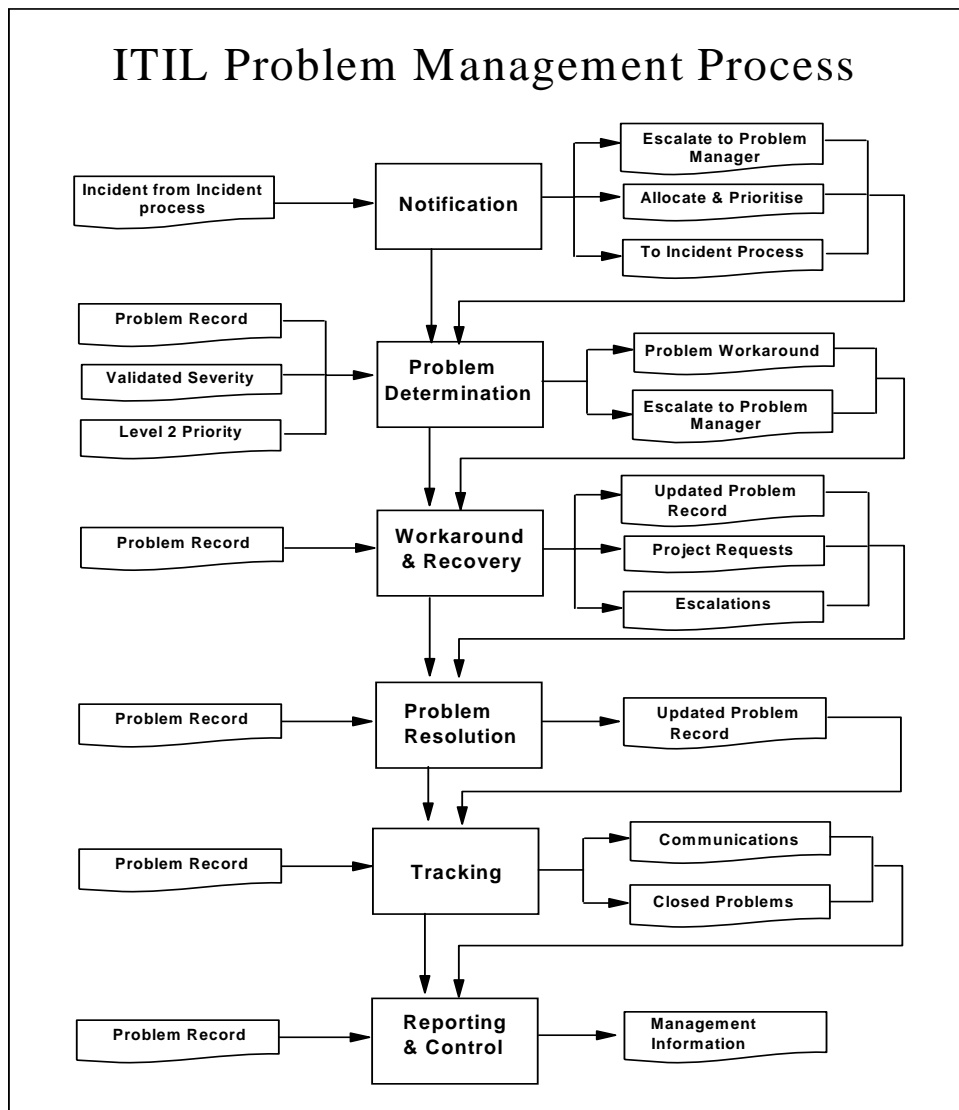 ITIL Problem Management Process
Incident from Incident
process
Notification
Escalate to Problem
Manager
Allocate & Prioritise
To Incident Process
Problem Record
Validated Severity
Level 2 Priority
Problem
Determination
Problem Workaround
Escalate to Problem
Manager
Problem Record
Workaround
& Recovery
Updated Problem
Record
Project Requests
Escalations
Problem Record
Problem
Resolution
Updated Problem
Record
Problem Record
Tracking
Communications
Closed Problems
Problem Record
Reporting
& Control
Management
Information